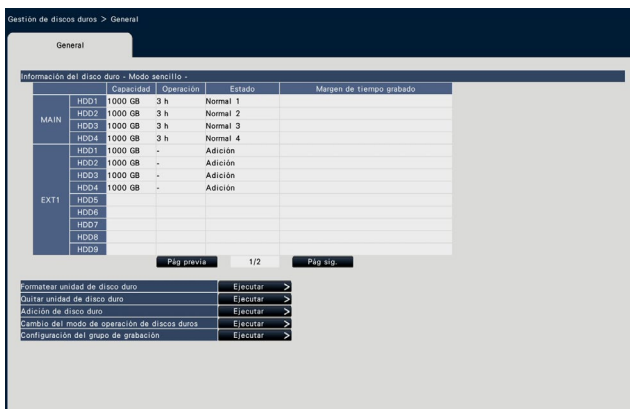 Gestión de discos duros > General
General
Información del disco duro - Modo sencillo -
Capacidad Operación Estado Margen de tiempo grabado
MAIN
HDD1 1000 GB 3 h Normal 1
HDD2 1000 GB 3 h Normal 2
HDD3 1000 GB 3 h Normal 3
HDD4 1000 GB 3 h Normal 4
EXT1
HDD1 1000 GB - Adición
HDD2 1000 GB - Adición
HDD3 1000 GB - Adición
HDD4 1000 GB - Adición
HDD5
HDD6
HDD7
HDD8
HDD9
Pág previa 1/2 Pág sig.
Formatear unidad de disco duro Ejecutar >
Quitar unidad de disco duro Ejecutar >
Adición de disco duro Ejecutar >
Cambio del modo de operación de discos duros Ejecutar >
Configuración del grupo de grabación Ejecutar >